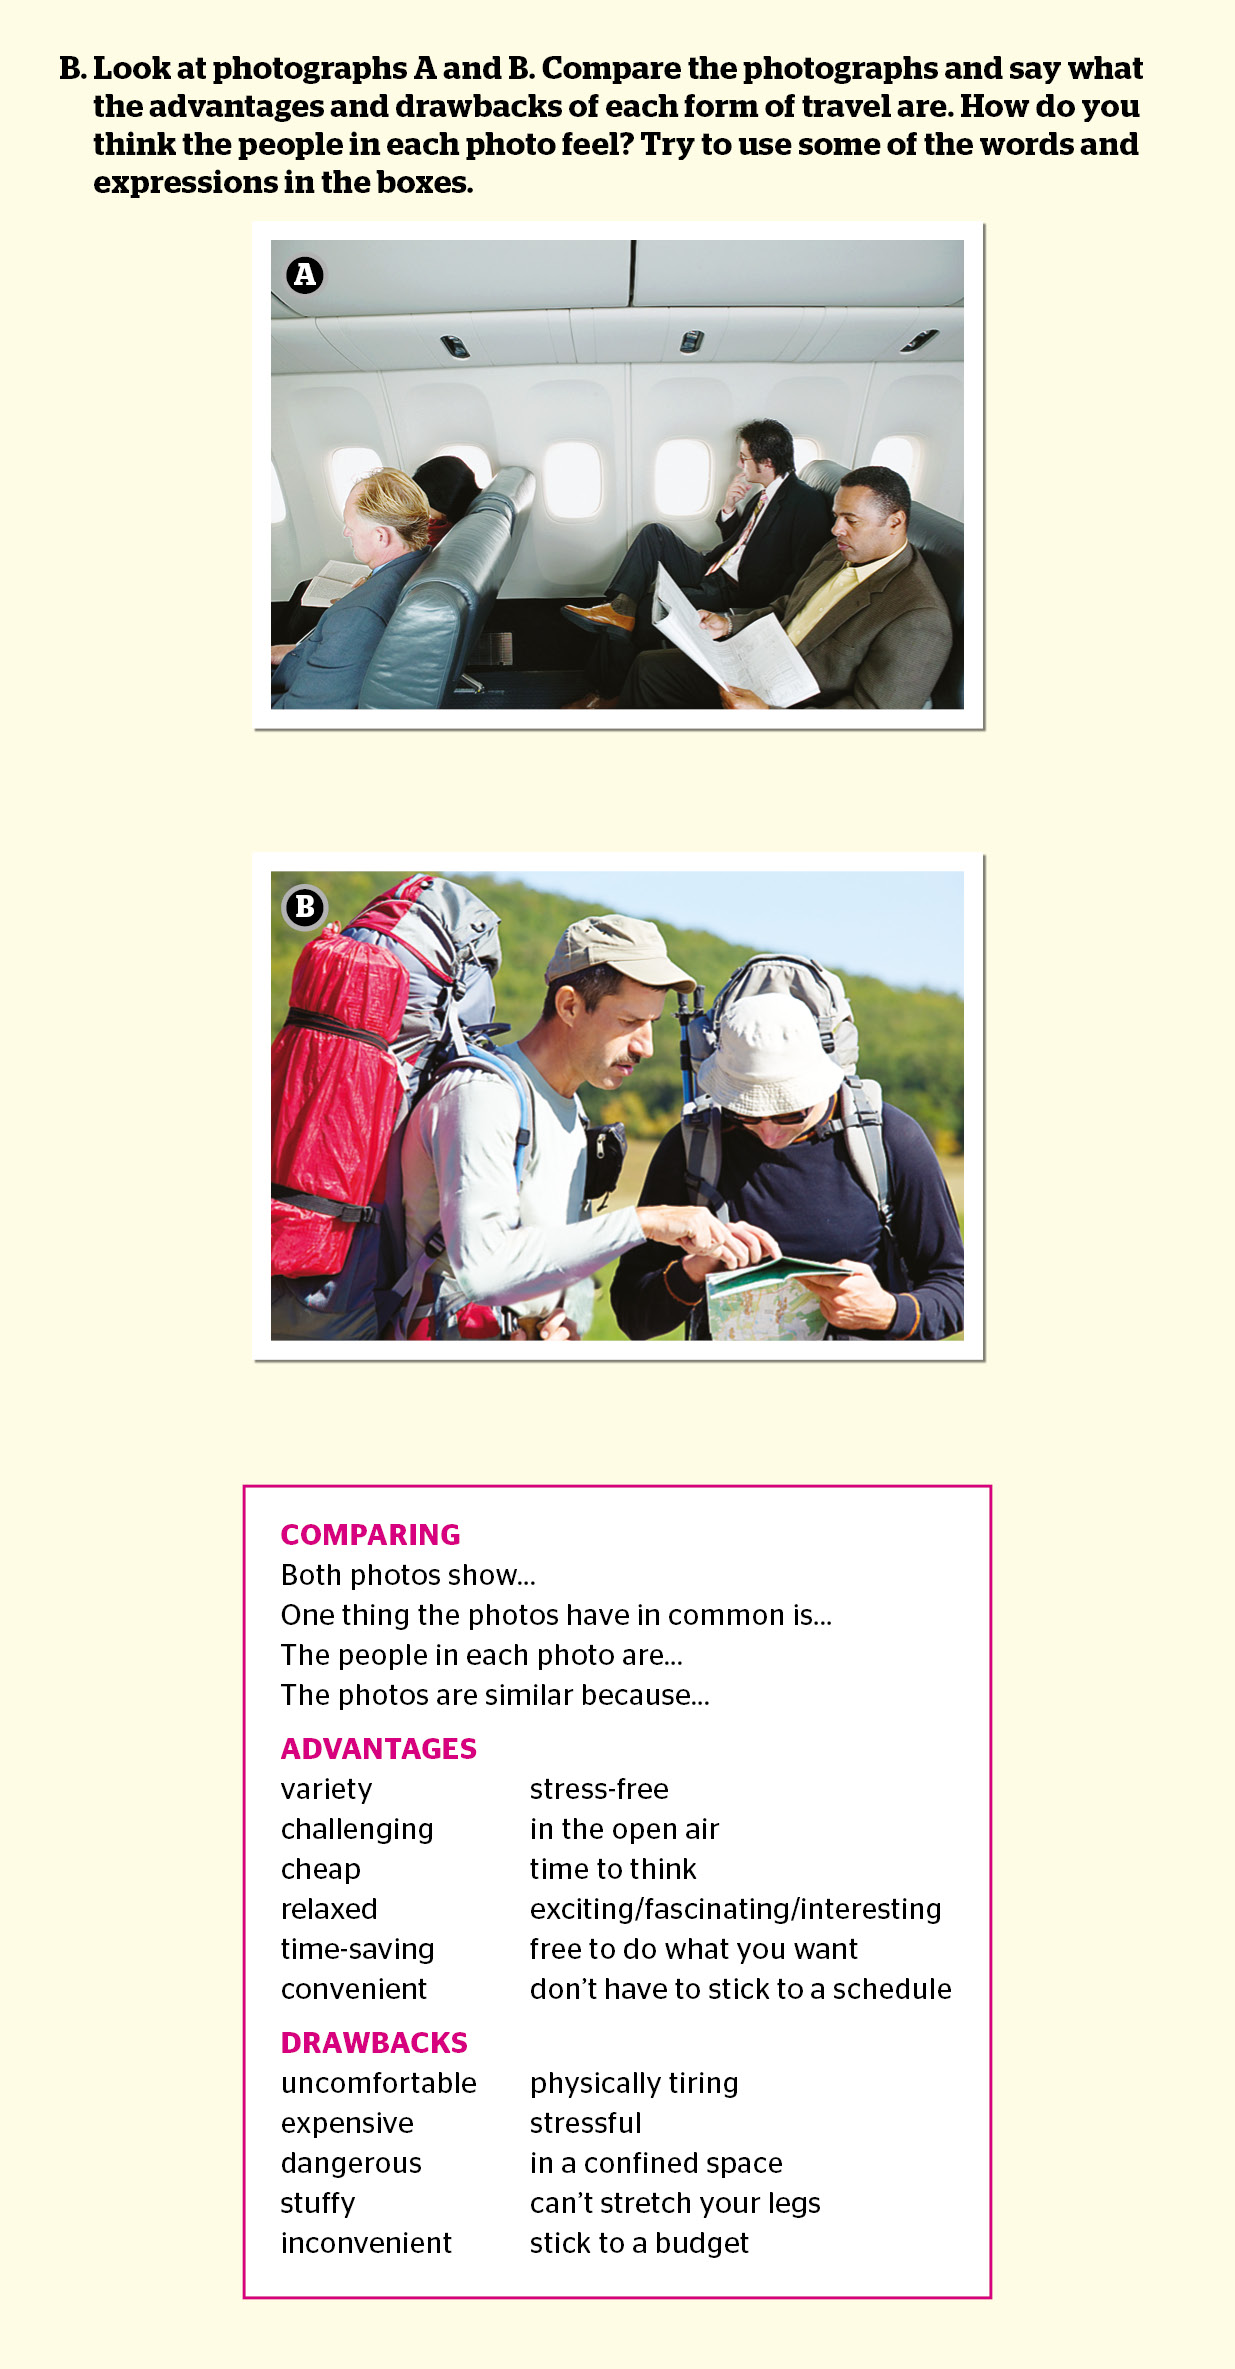 B. Look at photographs A and B. Compare the photographs and say what
the advantages and drawbacks of each form of travel are. How do you
think the people in each photo feel? Try to use some of the words and
expressions in the boxes.
A
B
COMPARING
Both photos show...
One thing the photos have in common is...
The people in each photo are...
The photos are similar because...
ADVANTAGES
variety stress-free
challenging in the open air
cheap time to think
relaxed exciting/fascinating/interesting
time-saving free to do what you want
convenient don't have to stick to a schedule
DRAWBACKS
uncomfortable physically tiring
expensive stressful
dangerous in a confined space
stuffy can't stretch your legs
inconvenient stick to a budget